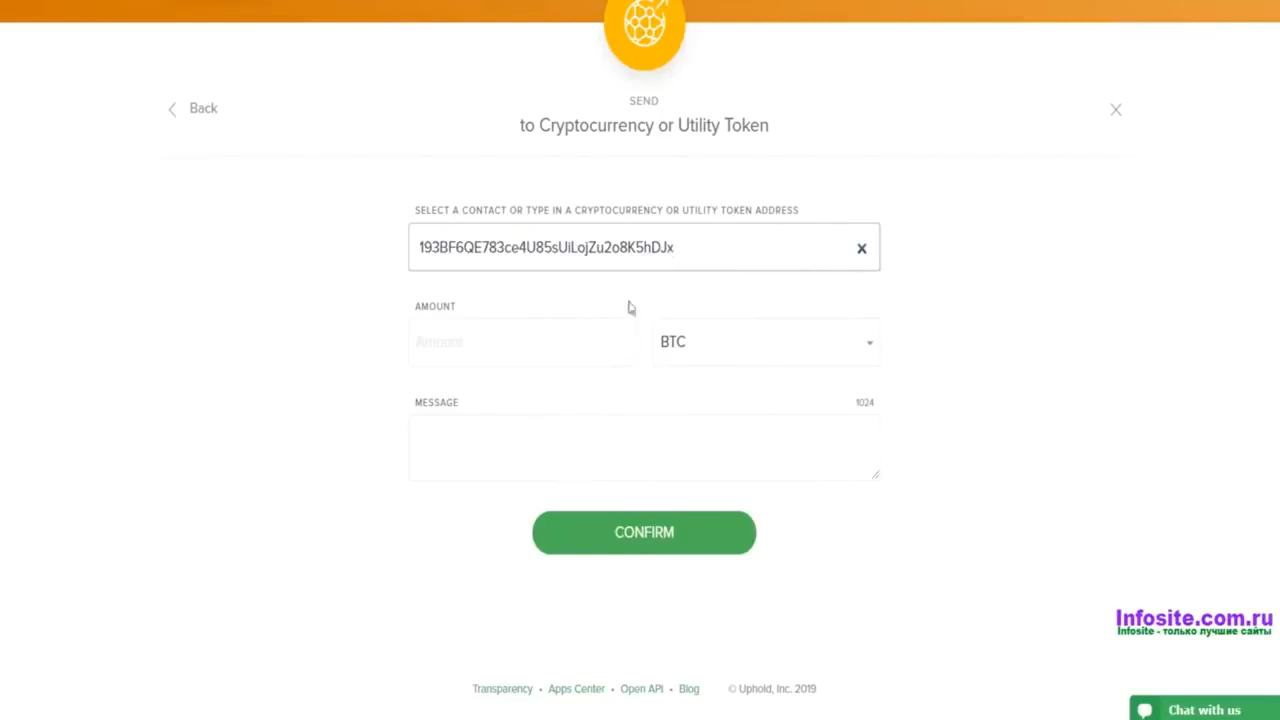 Back
SEND
to Cryptocurrency or Utility Token
SELECT A CONTACT OR TYPE IN A CRYPTOCURRENCY OR UTILITY TOKEN ADDRESS
193BF6QE783ce4U85sUiLojZu2o8K5hDJx
AMOUNT
Amount
BTC
MESSAGE
1024
CONFIRM
Infosite.com.ru
Infosite - только лучшие сайты
Transparency • Apps Center • Open API • Blog © Uphold, Inc. 2019
Chat with us